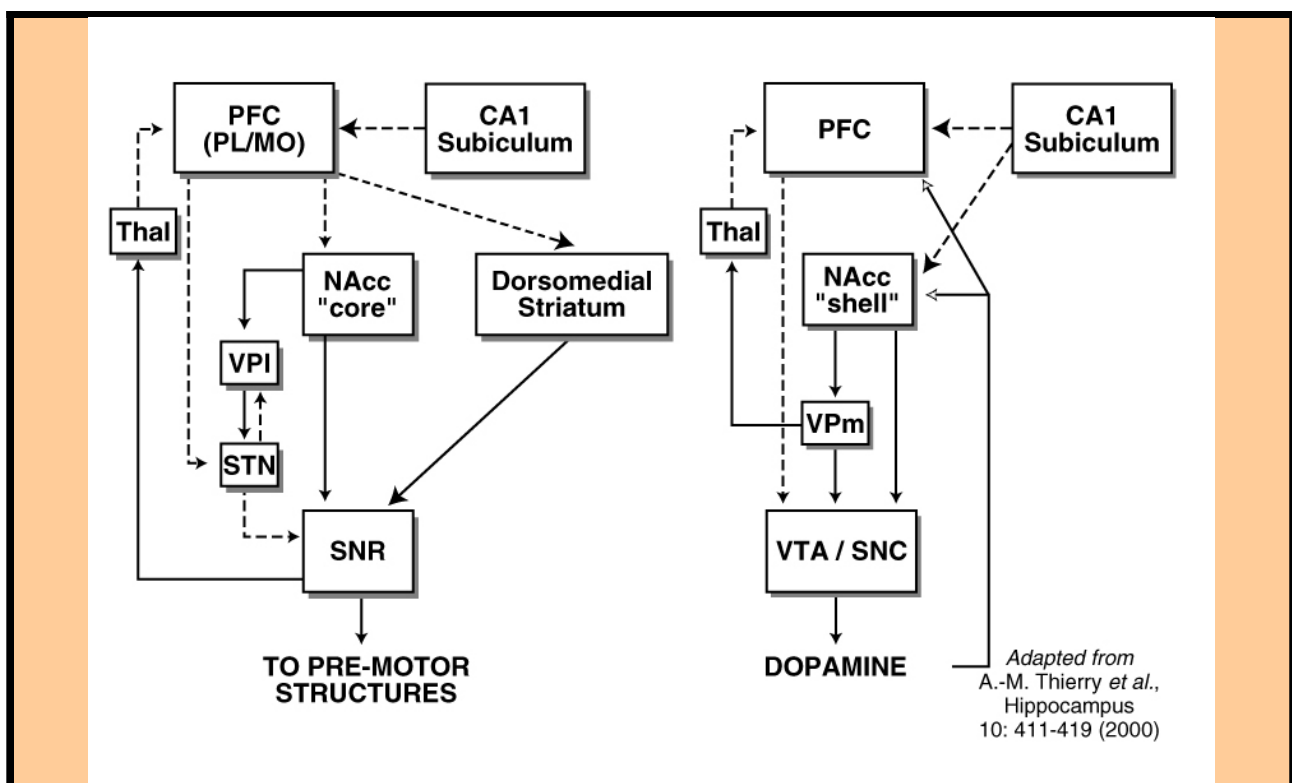 PFC
(PL/MO)
CA1
Subiculum
Thal
NAcc
"core"
Dorsomedial
Striatum
VPl
STN
SNR
TO PRE-MOTOR
STRUCTURES
PFC
CA1
Subiculum
Thal
NAcc
"shell"
VPm
VTA / SNC
DOPAMINE
Adapted from
A.-M. Thierry et al.,
Hippocampus
10: 411-419 (2000)